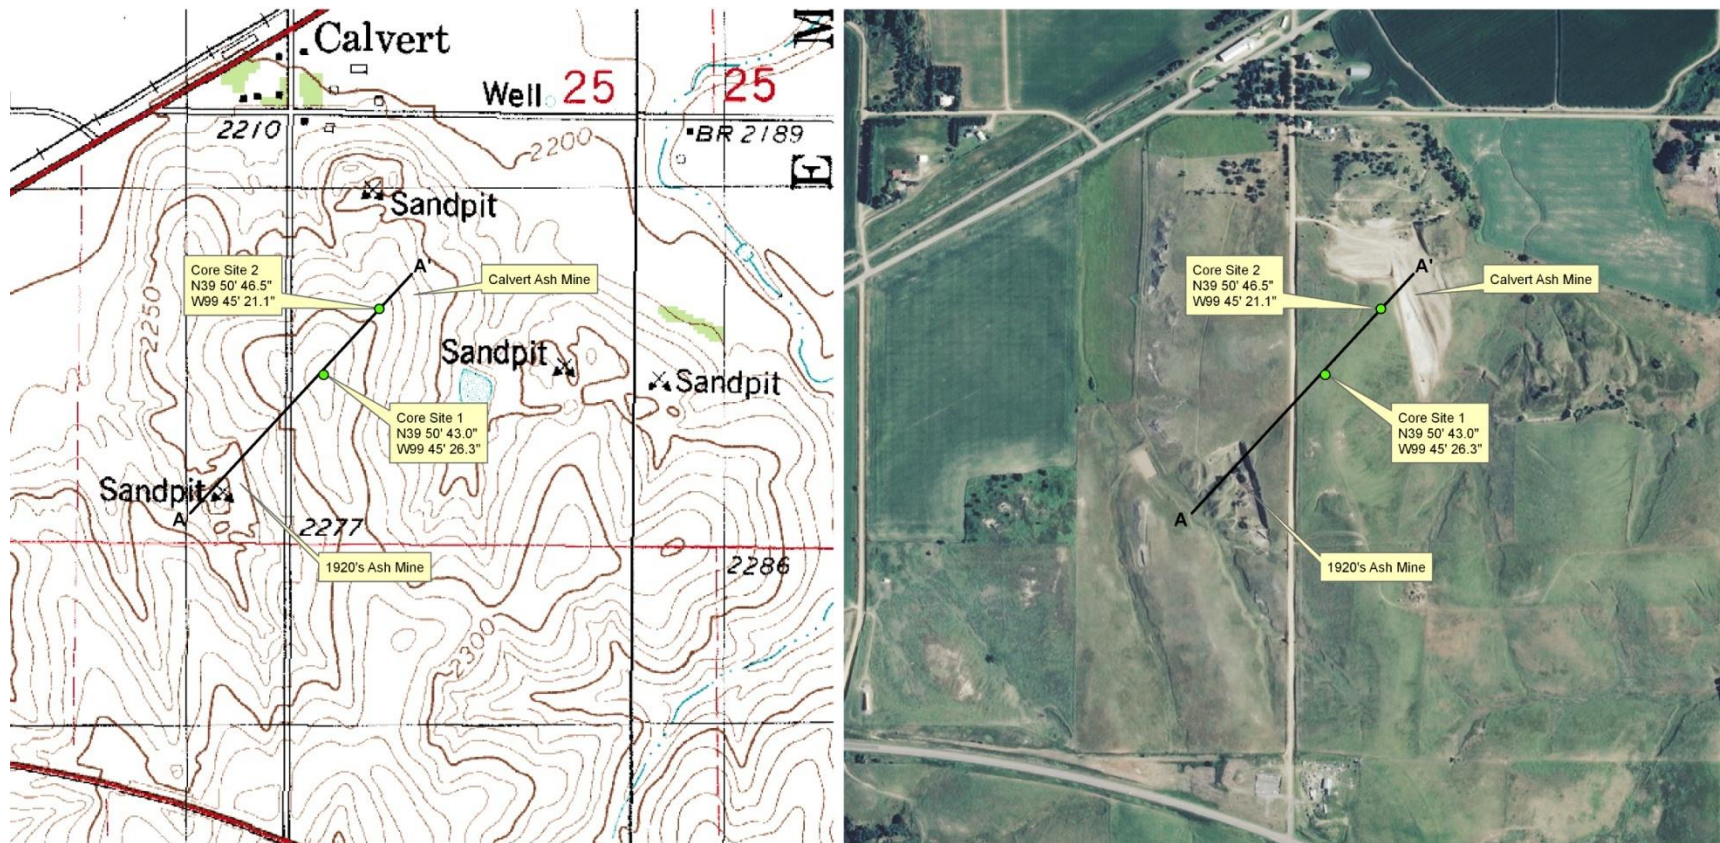 Calvert
M
Well 25 25
2210
BR 2189
2200
E
Sandpit
A'
Core Site 2
N39 50' 46.5"
W99 45' 21.1"
Calvert Ash Mine
2250
Sandpit
Sandpit
Core Site 1
N39 50' 43.0"
W99 45' 26.3"
Sandpit
A
2277
1920's Ash Mine
2286
2300
A'
Core Site 2
N39 50' 46.5"
W99 45' 21.1"
Calvert Ash Mine
Core Site 1
N39 50' 43.0"
W99 45' 26.3"
A
1920's Ash Mine